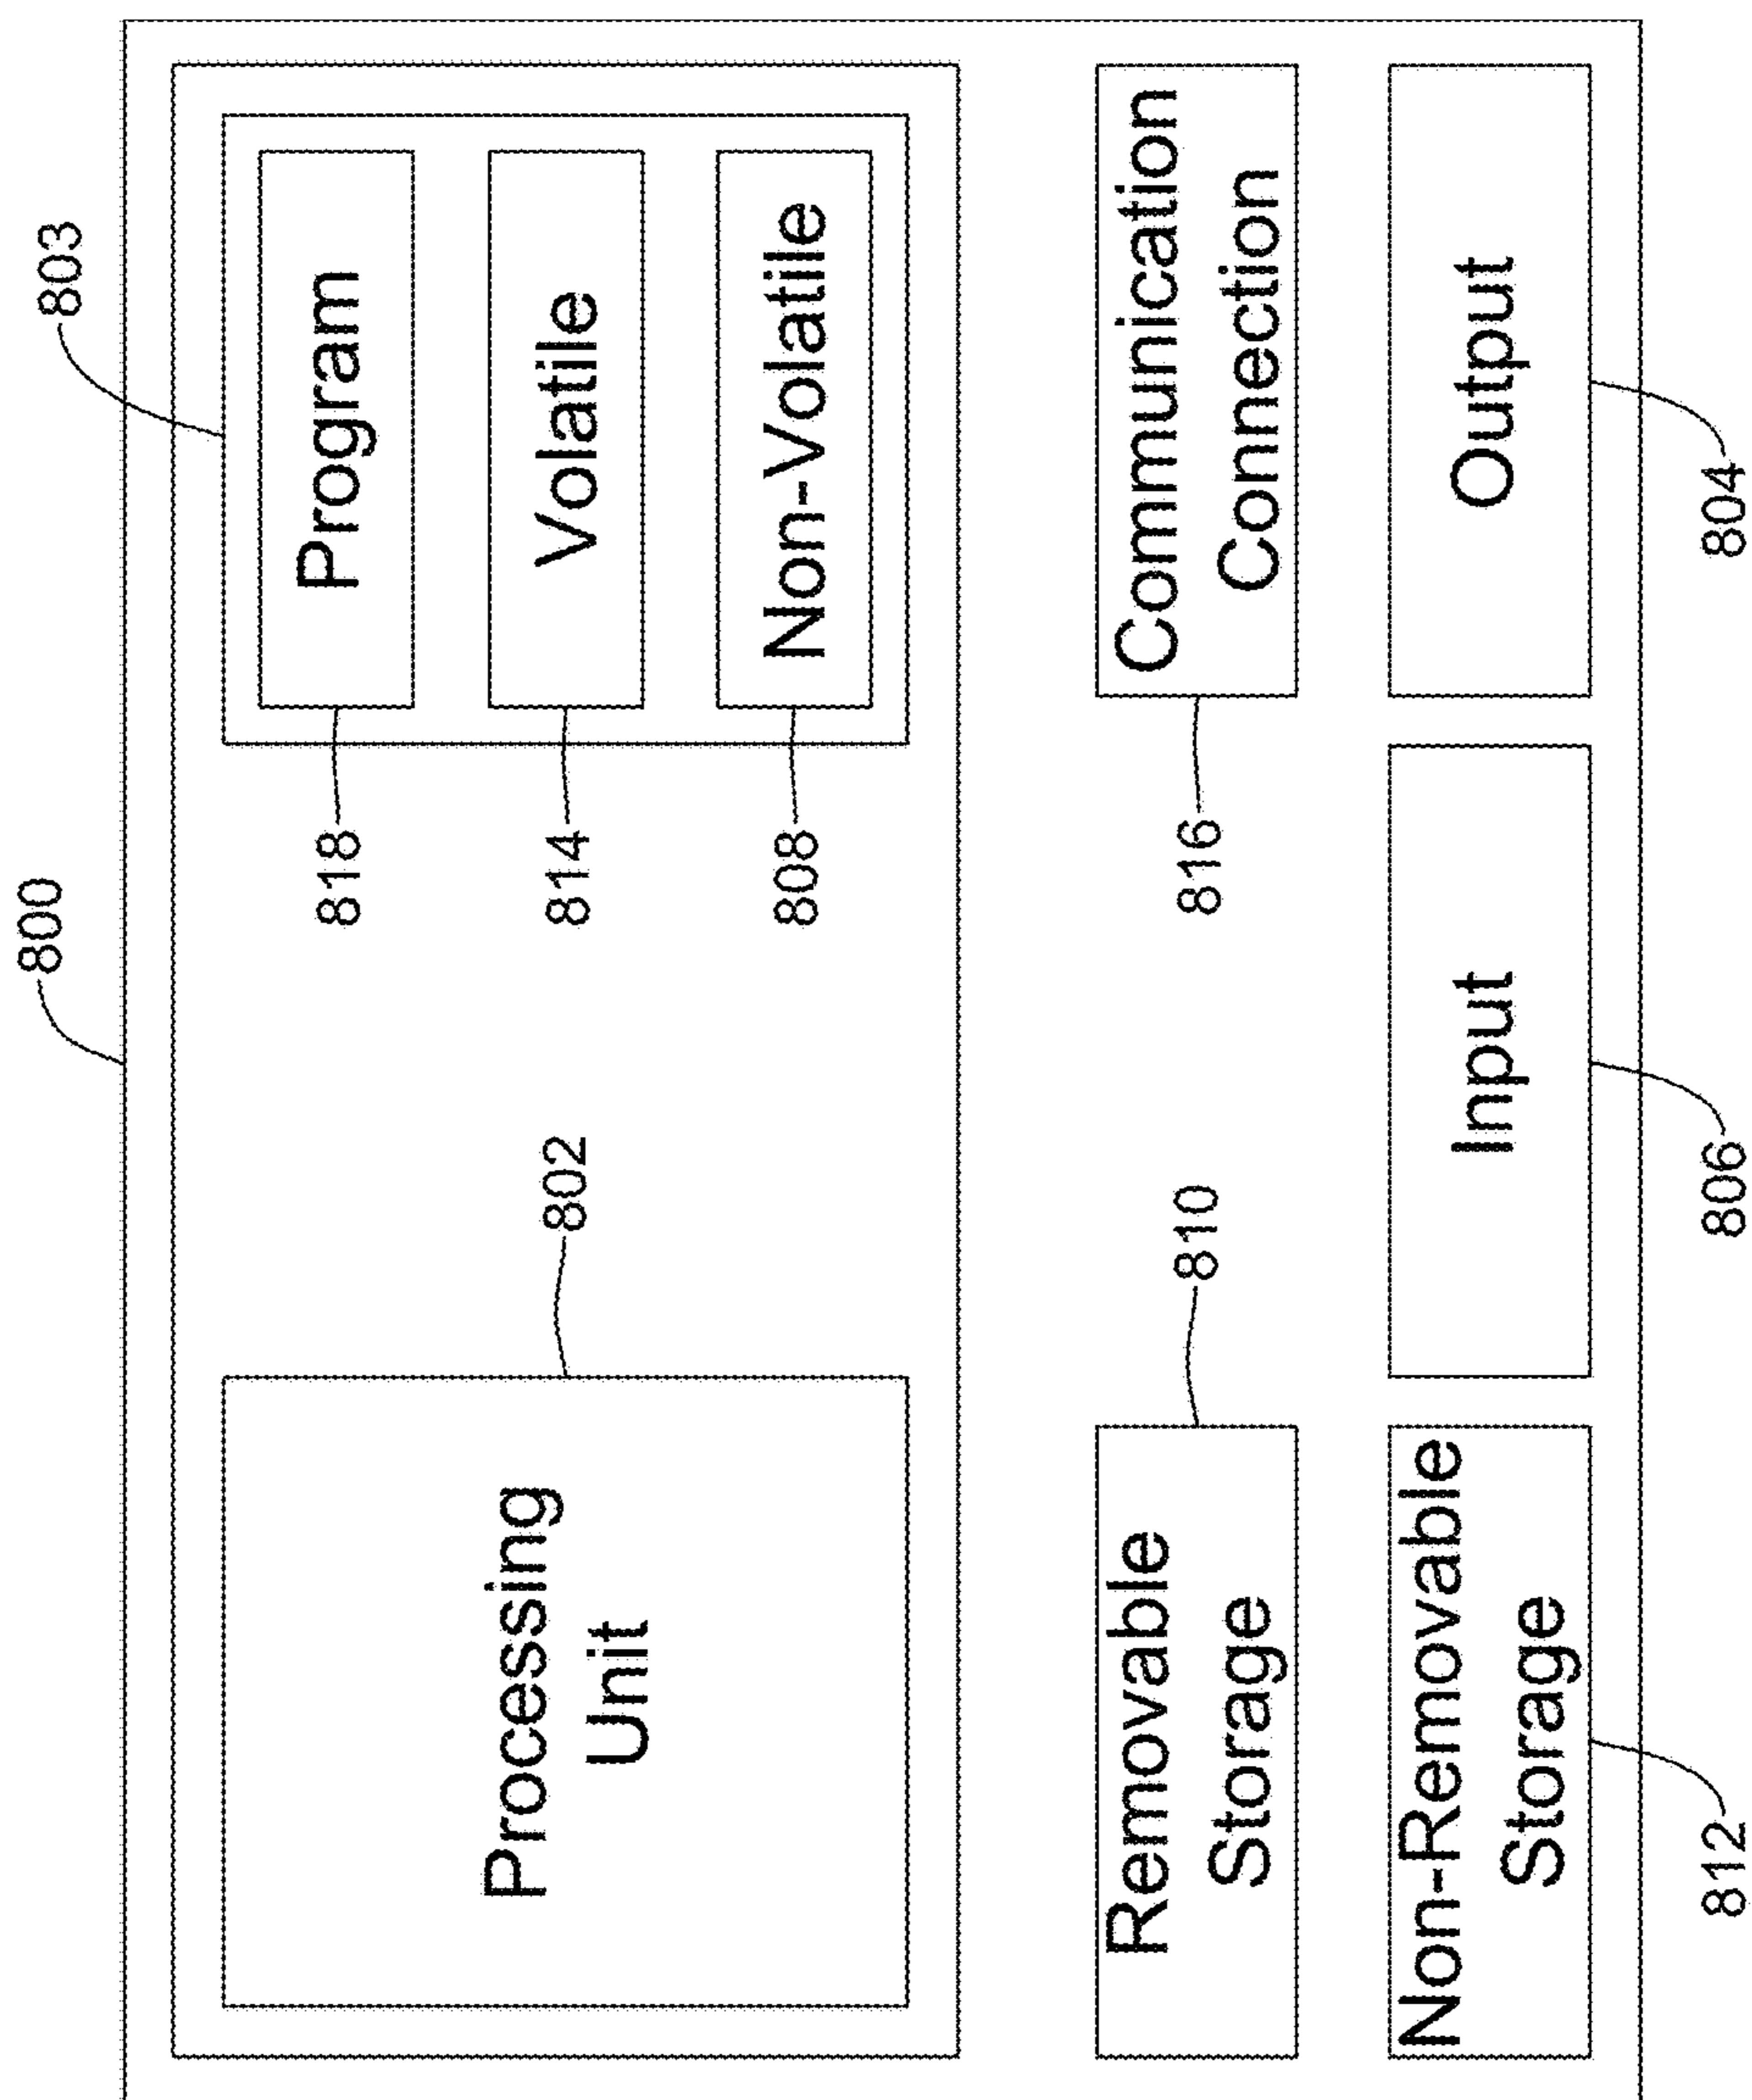 800
803
Processing
Unit
802
818
Program
814
Volatile
808
Non-Volatile
Removable
Storage
810
816
Communication
Connection
Non-Removable
Storage
Input
Output
812
806
804